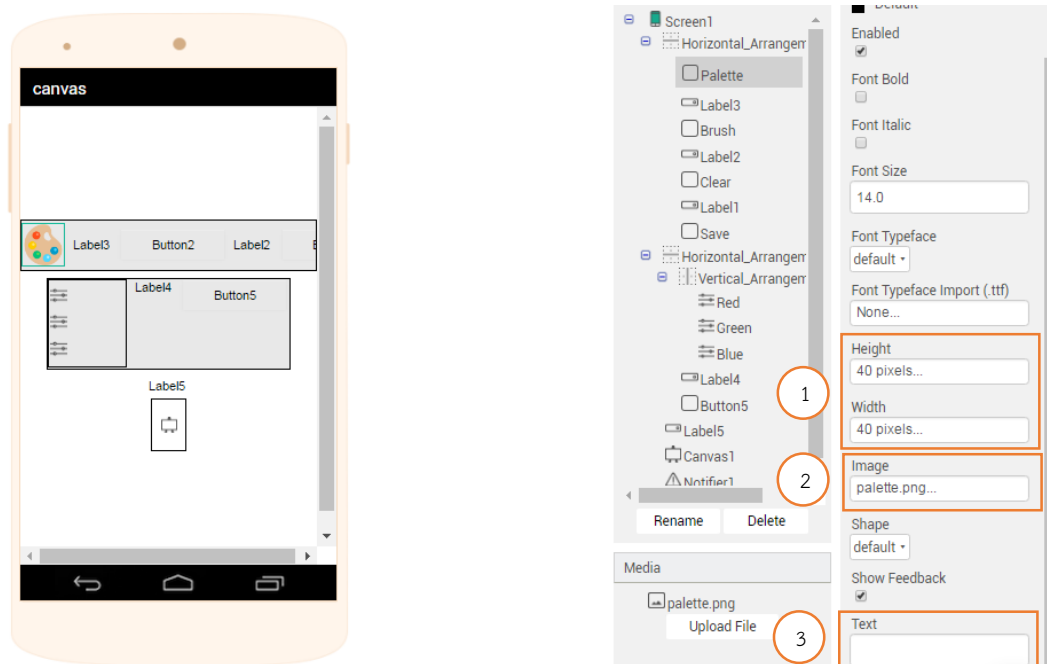 canvas
Label3
Button2
Label2
Label4
Button5
Label5
Screen1
Horizontal_Arrangem
Palette
Label3
Brush
Label2
Clear
Label1
Save
Horizontal_Arrangem
Vertical_Arrangem
Red
Green
Blue
Label4
Button5
Label5
Canvas1
Notifier1
Rename Delete
Media
palette.png
Upload File
Default
Enabled
Font Bold
Font Italic
Font Size
14.0
Font Typeface
default
Font Typeface Import (.ttf)
None...
1
Height
40 pixels...
Width
40 pixels...
2
Image
palette.png...
Shape
default
Show Feedback
3
Text